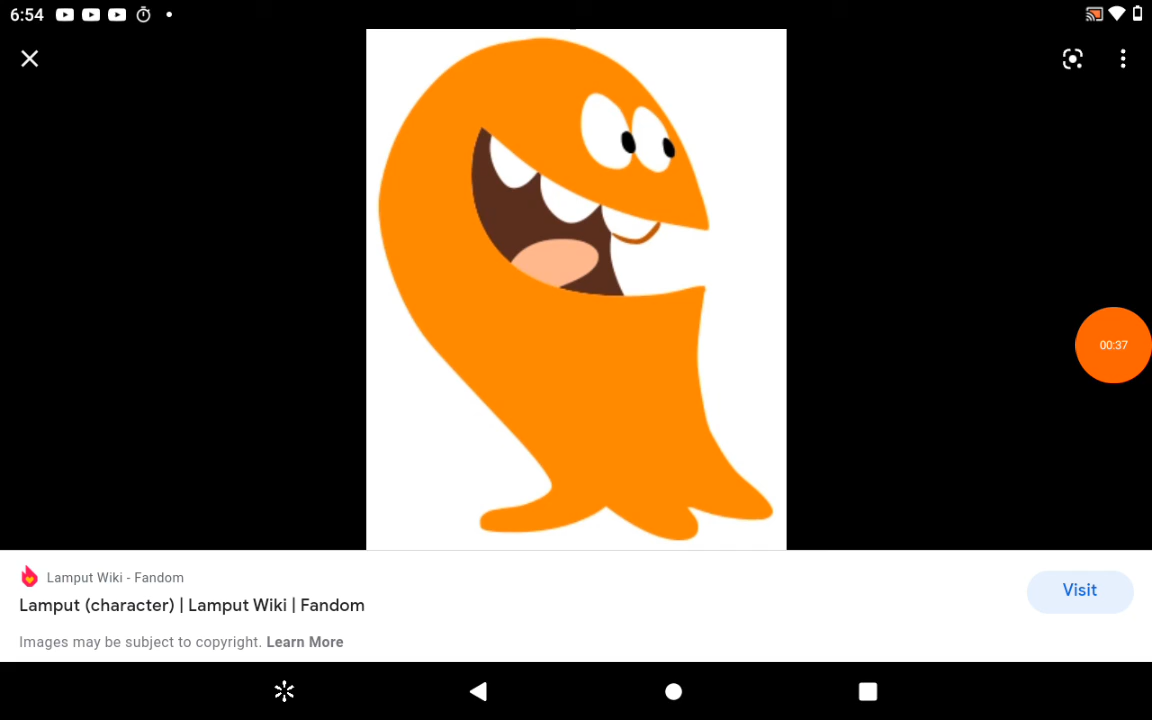 6:54
00:37
Lamput Wiki - Fandom
Lamput (character) | Lamput Wiki | Fandom
Visit
Images may be subject to copyright. Learn More